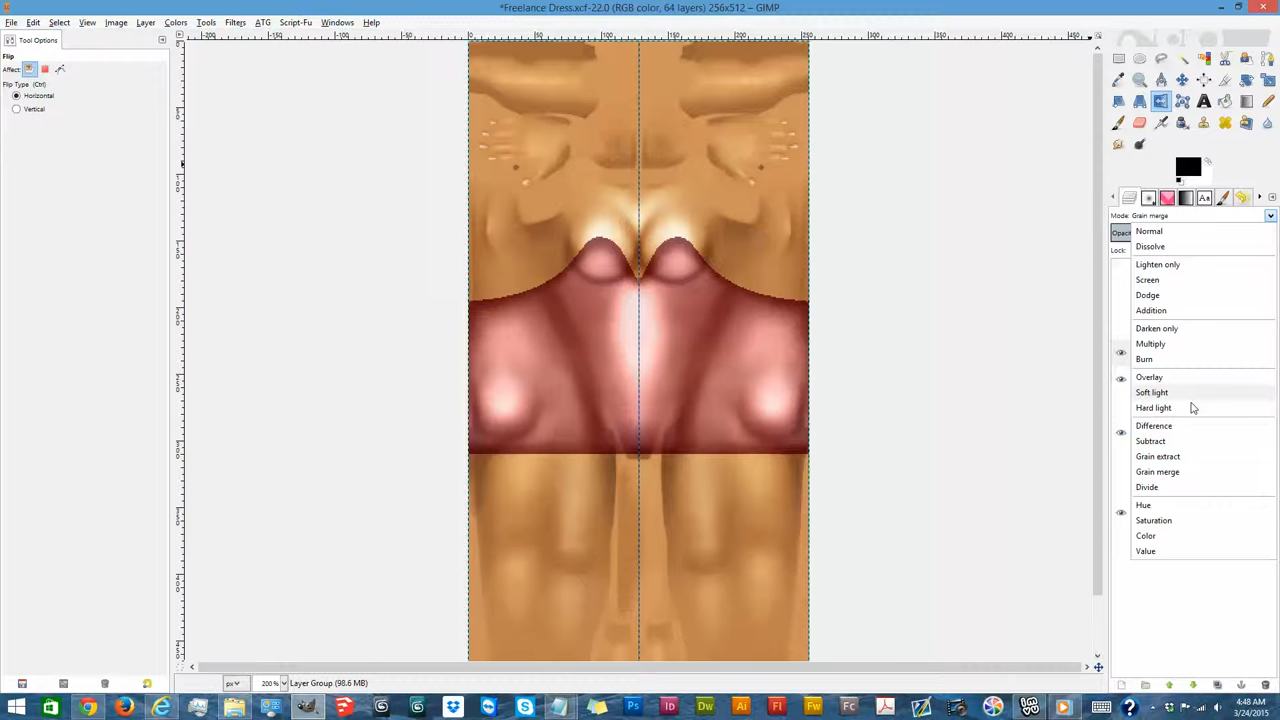 *Freelance Dress.xcf-22.0 (RGB color, 64 layers) 256x512 – GIMP
File Edit Select View Image Layer Colors Tools Filters ATG Script-Fu Windows Help
Tool Options
Flip
Affect:
Flip Type (Ctrl)
Horizontal
Vertical
Mode: Grain merge
Opac
Lock:
Normal
Dissolve
Lighten only
Screen
Dodge
Addition
Darken only
Multiply
Burn
Overlay
Soft light
Hard light
Difference
Subtract
Grain extract
Grain merge
Divide
Hue
Saturation
Color
Value
px 200% Layer Group (98.6 MB)
4:48 AM
3/24/2015